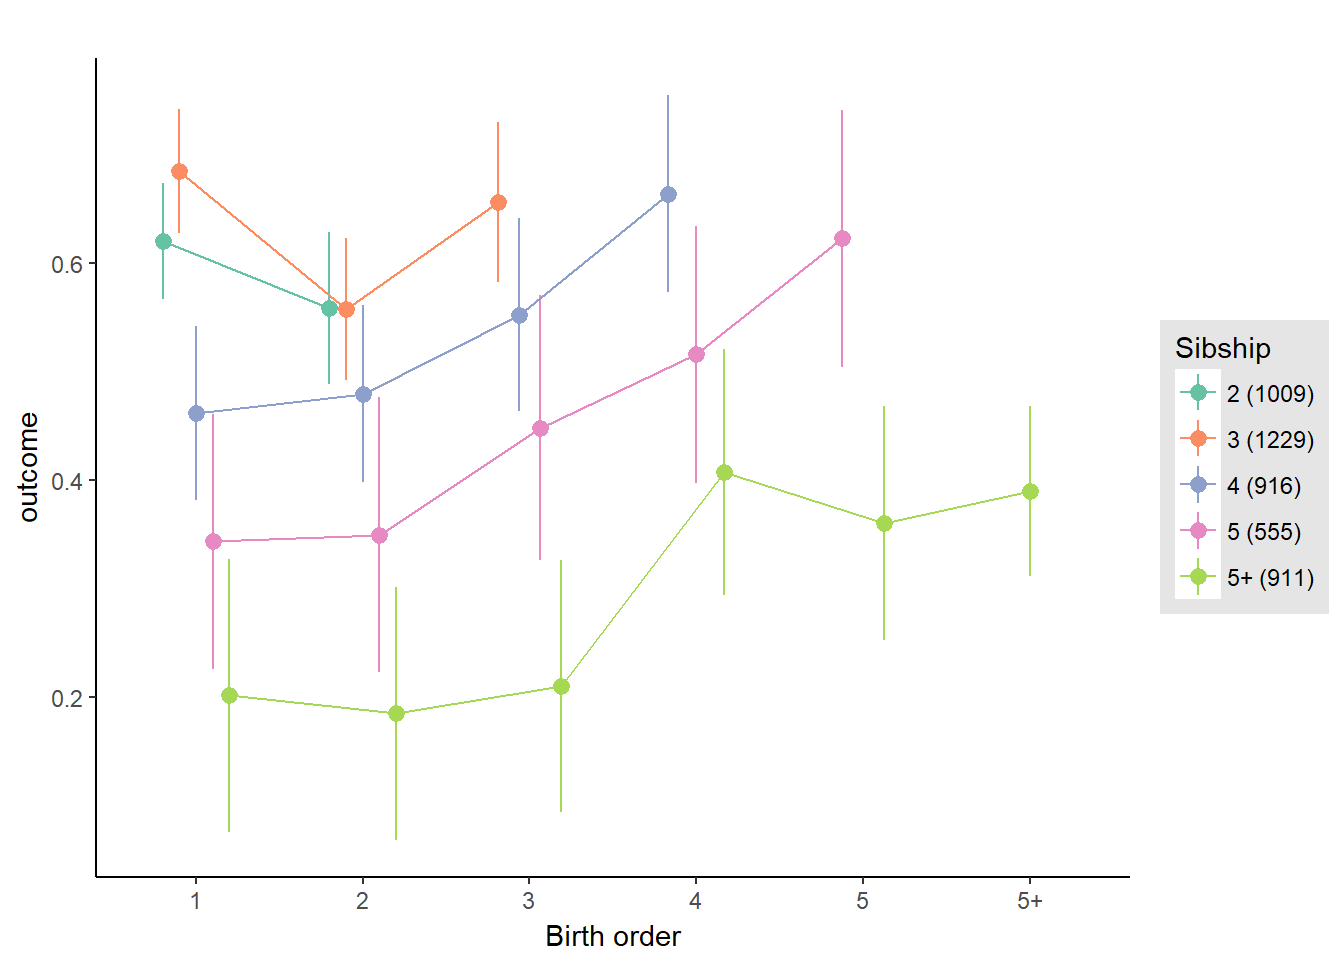 outcome
0.6
0.4
0.2
1 2 3 4 5 5+
Birth order
Sibship
2 (1009)
3 (1229)
4 (916)
5 (555)
5+ (911)